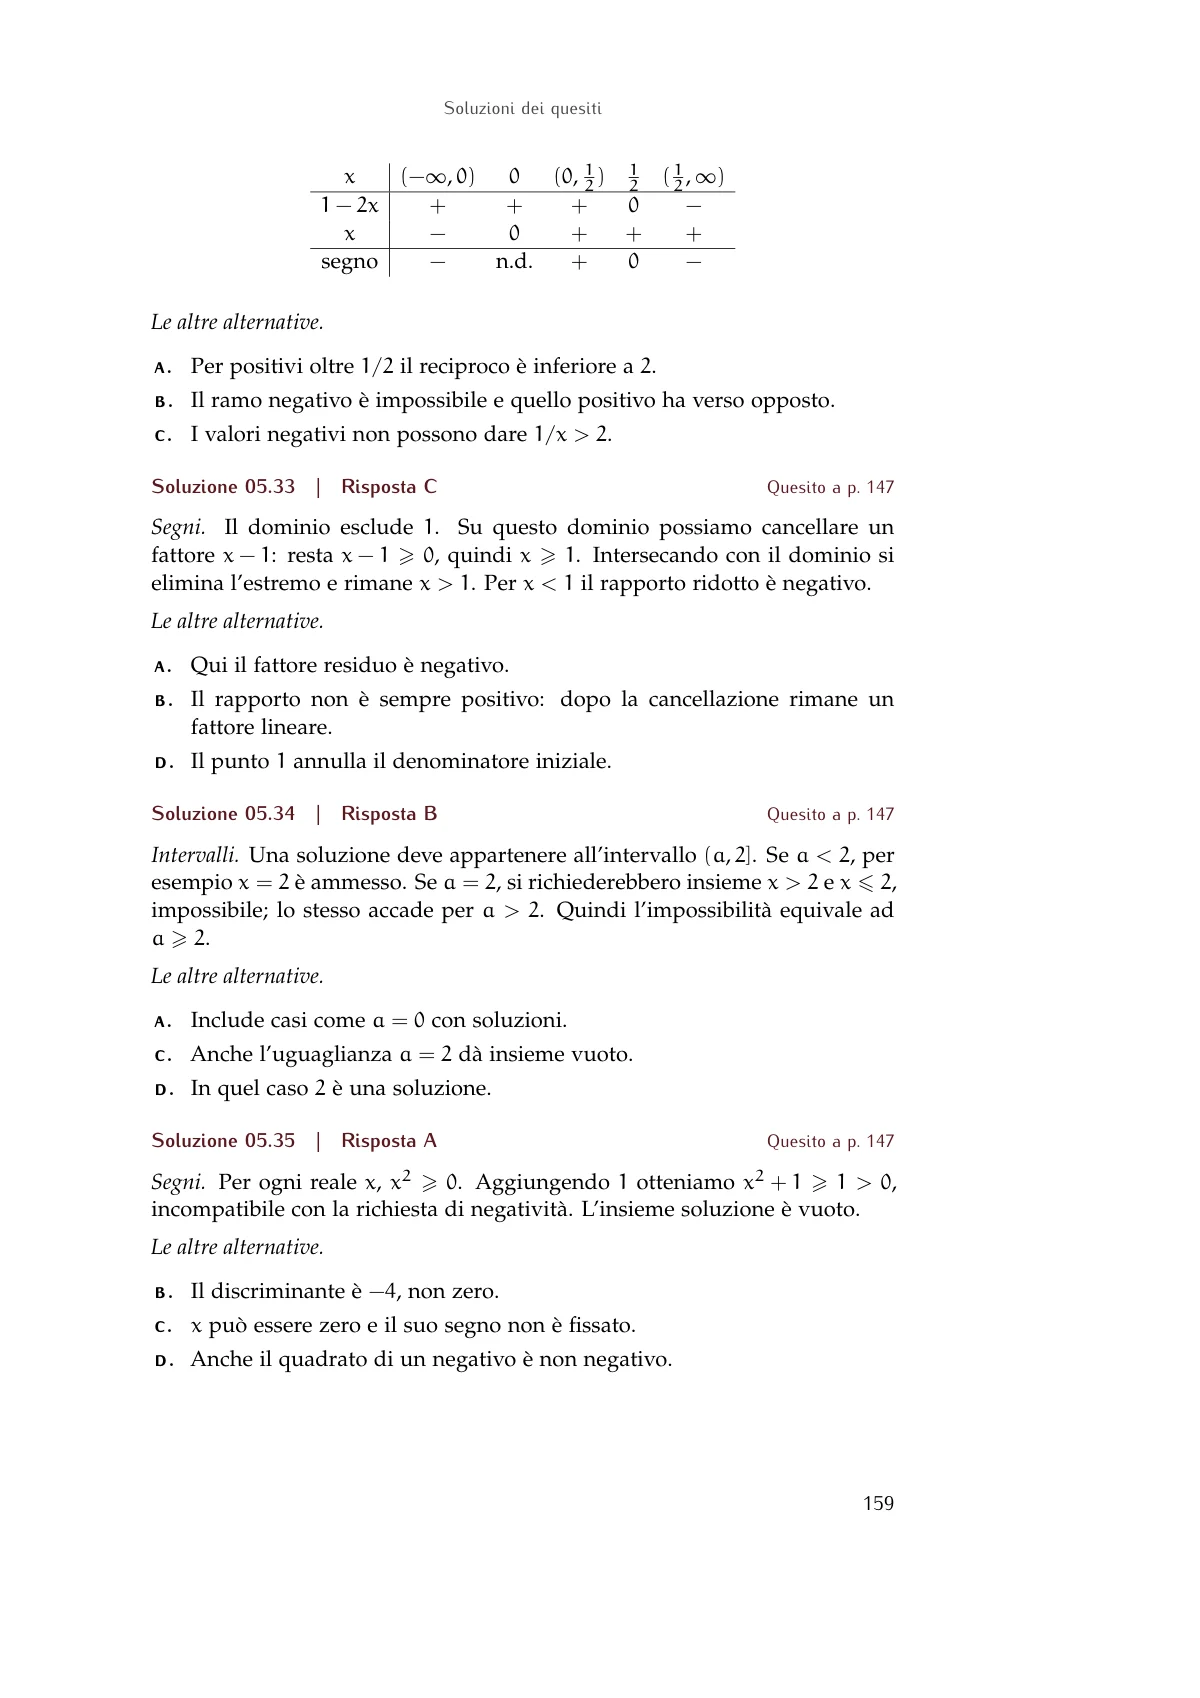 Soluzioni dei quesiti
x (−∞, 0) 0 (0, 1/2) 1/2 (1/2, ∞)
1 − 2x + + + 0 −
x − 0 + + +
segno − n.d. + 0 −
Le altre alternative.
A. Per positivi oltre 1/2 il reciproco è inferiore a 2.
B. Il ramo negativo è impossibile e quello positivo ha verso opposto.
C. I valori negativi non possono dare 1/x > 2.
Soluzione 05.33 | Risposta C Quesito a p. 147
Segni. Il dominio esclude 1. Su questo dominio possiamo cancellare un
fattore x − 1: resta x − 1 ⩾ 0, quindi x ⩾ 1. Intersecando con il dominio si
elimina l’estremo e rimane x > 1. Per x < 1 il rapporto ridotto è negativo.
Le altre alternative.
A. Qui il fattore residuo è negativo.
B. Il rapporto non è sempre positivo: dopo la cancellazione rimane un
fattore lineare.
D. Il punto 1 annulla il denominatore iniziale.
Soluzione 05.34 | Risposta B Quesito a p. 147
Intervalli. Una soluzione deve appartenere all’intervallo (a, 2]. Se a < 2, per
esempio x = 2 è ammesso. Se a = 2, si richiederebbero insieme x > 2 e x ⩽ 2,
impossibile; lo stesso accade per a > 2. Quindi l’impossibilità equivale ad
a ⩾ 2.
Le altre alternative.
A. Include casi come a = 0 con soluzioni.
C. Anche l’uguaglianza a = 2 dà insieme vuoto.
D. In quel caso 2 è una soluzione.
Soluzione 05.35 | Risposta A Quesito a p. 147
Segni. Per ogni reale x, x² ⩾ 0. Aggiungendo 1 otteniamo x² + 1 ⩾ 1 > 0,
incompatibile con la richiesta di negatività. L’insieme soluzione è vuoto.
Le altre alternative.
B. Il discriminante è −4, non zero.
C. x può essere zero e il suo segno non è fissato.
D. Anche il quadrato di un negativo è non negativo.
159